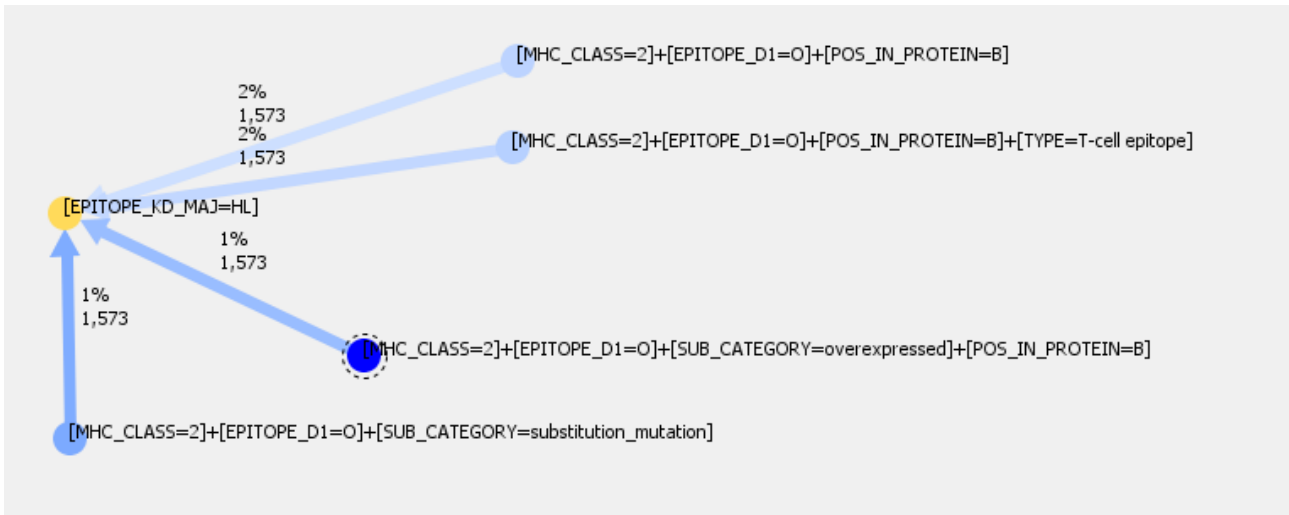 [MHC_CLASS=2]+[EPITOPE_D1=O]+[POS_IN_PROTEIN=B]
2%
1,573
2%
1,573
[MHC_CLASS=2]+[EPITOPE_D1=O]+[POS_IN_PROTEIN=B]+[TYPE=T-cell epitope]
[EPITOPE_KD_MAJ=HL]
1%
1,573
1%
1,573
[MHC_CLASS=2]+[EPITOPE_D1=O]+[SUB_CATEGORY=overexpressed]+[POS_IN_PROTEIN=B]
[MHC_CLASS=2]+[EPITOPE_D1=O]+[SUB_CATEGORY=substitution_mutation]